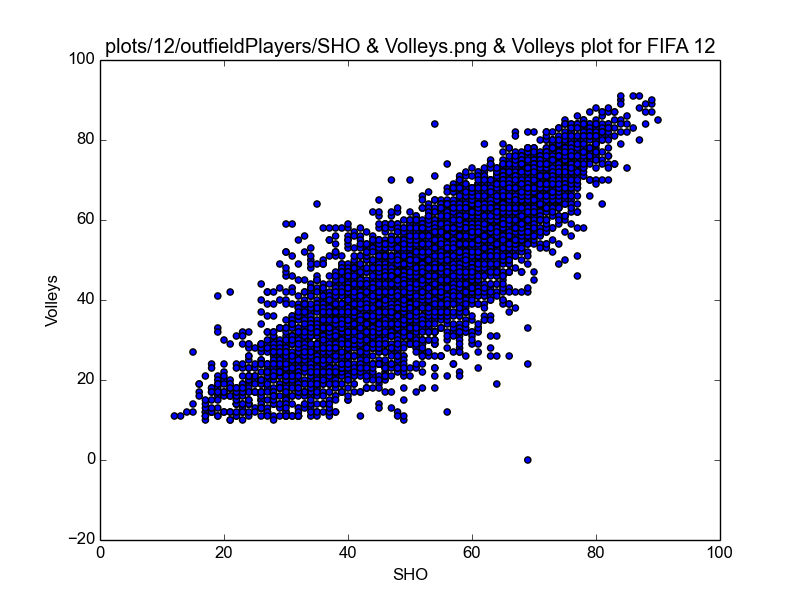 plots/12/outfieldPlayers/SHO & Volleys.png & Volleys plot for FIFA 12
100
80
60
40
20
0
−20
Volleys
0 20 40 60 80 100
SHO